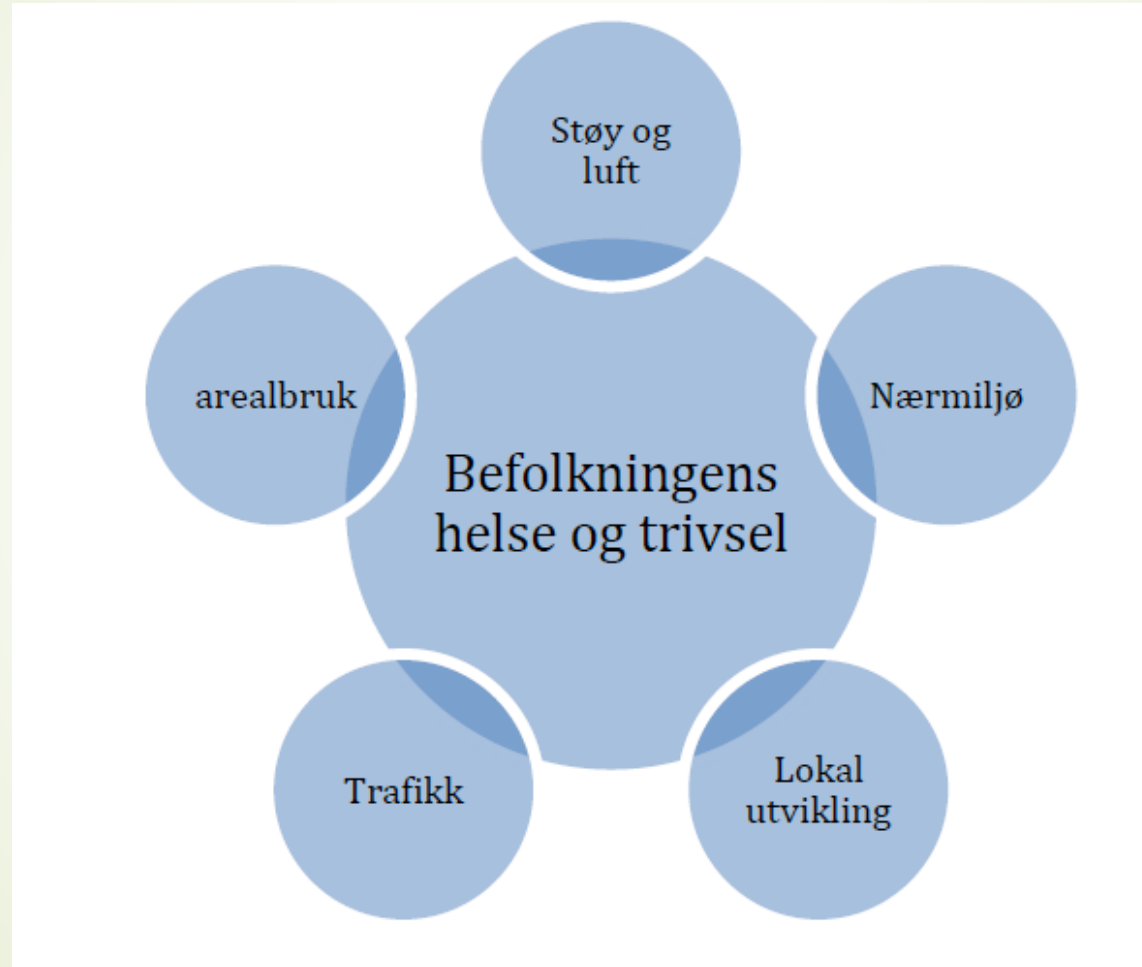 Støy og
luft
arealbruk
Nærmiljø
Befolkningens
helse og trivsel
Trafikk
Lokal
utvikling